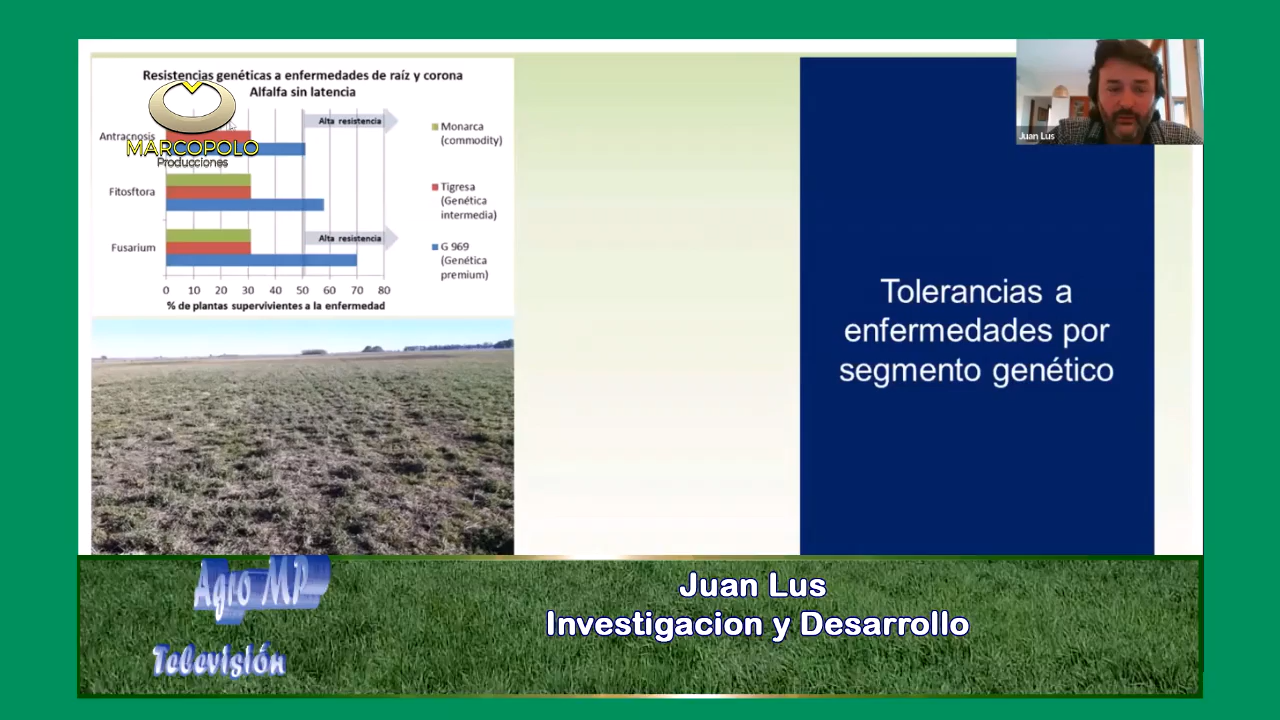 Resistencias genéticas a enfermedades de raíz y corona
Alfalfa sin latencia
Antracnosis
Fitosftora
Fusarium
Alta resistencia
Alta resistencia
Monarca
(commodity)
Tigresa
(Genética
intermedia)
G 969
(Genética
premium)
0 10 20 30 40 50 60 70 80
% de plantas supervivientes a la enfermedad
MARCOPOLO
Producciones
Juan Lus
Tolerancias a
enfermedades por
segmento genético
Agro MP
Televisión
Juan Lus
Investigacion y Desarrollo